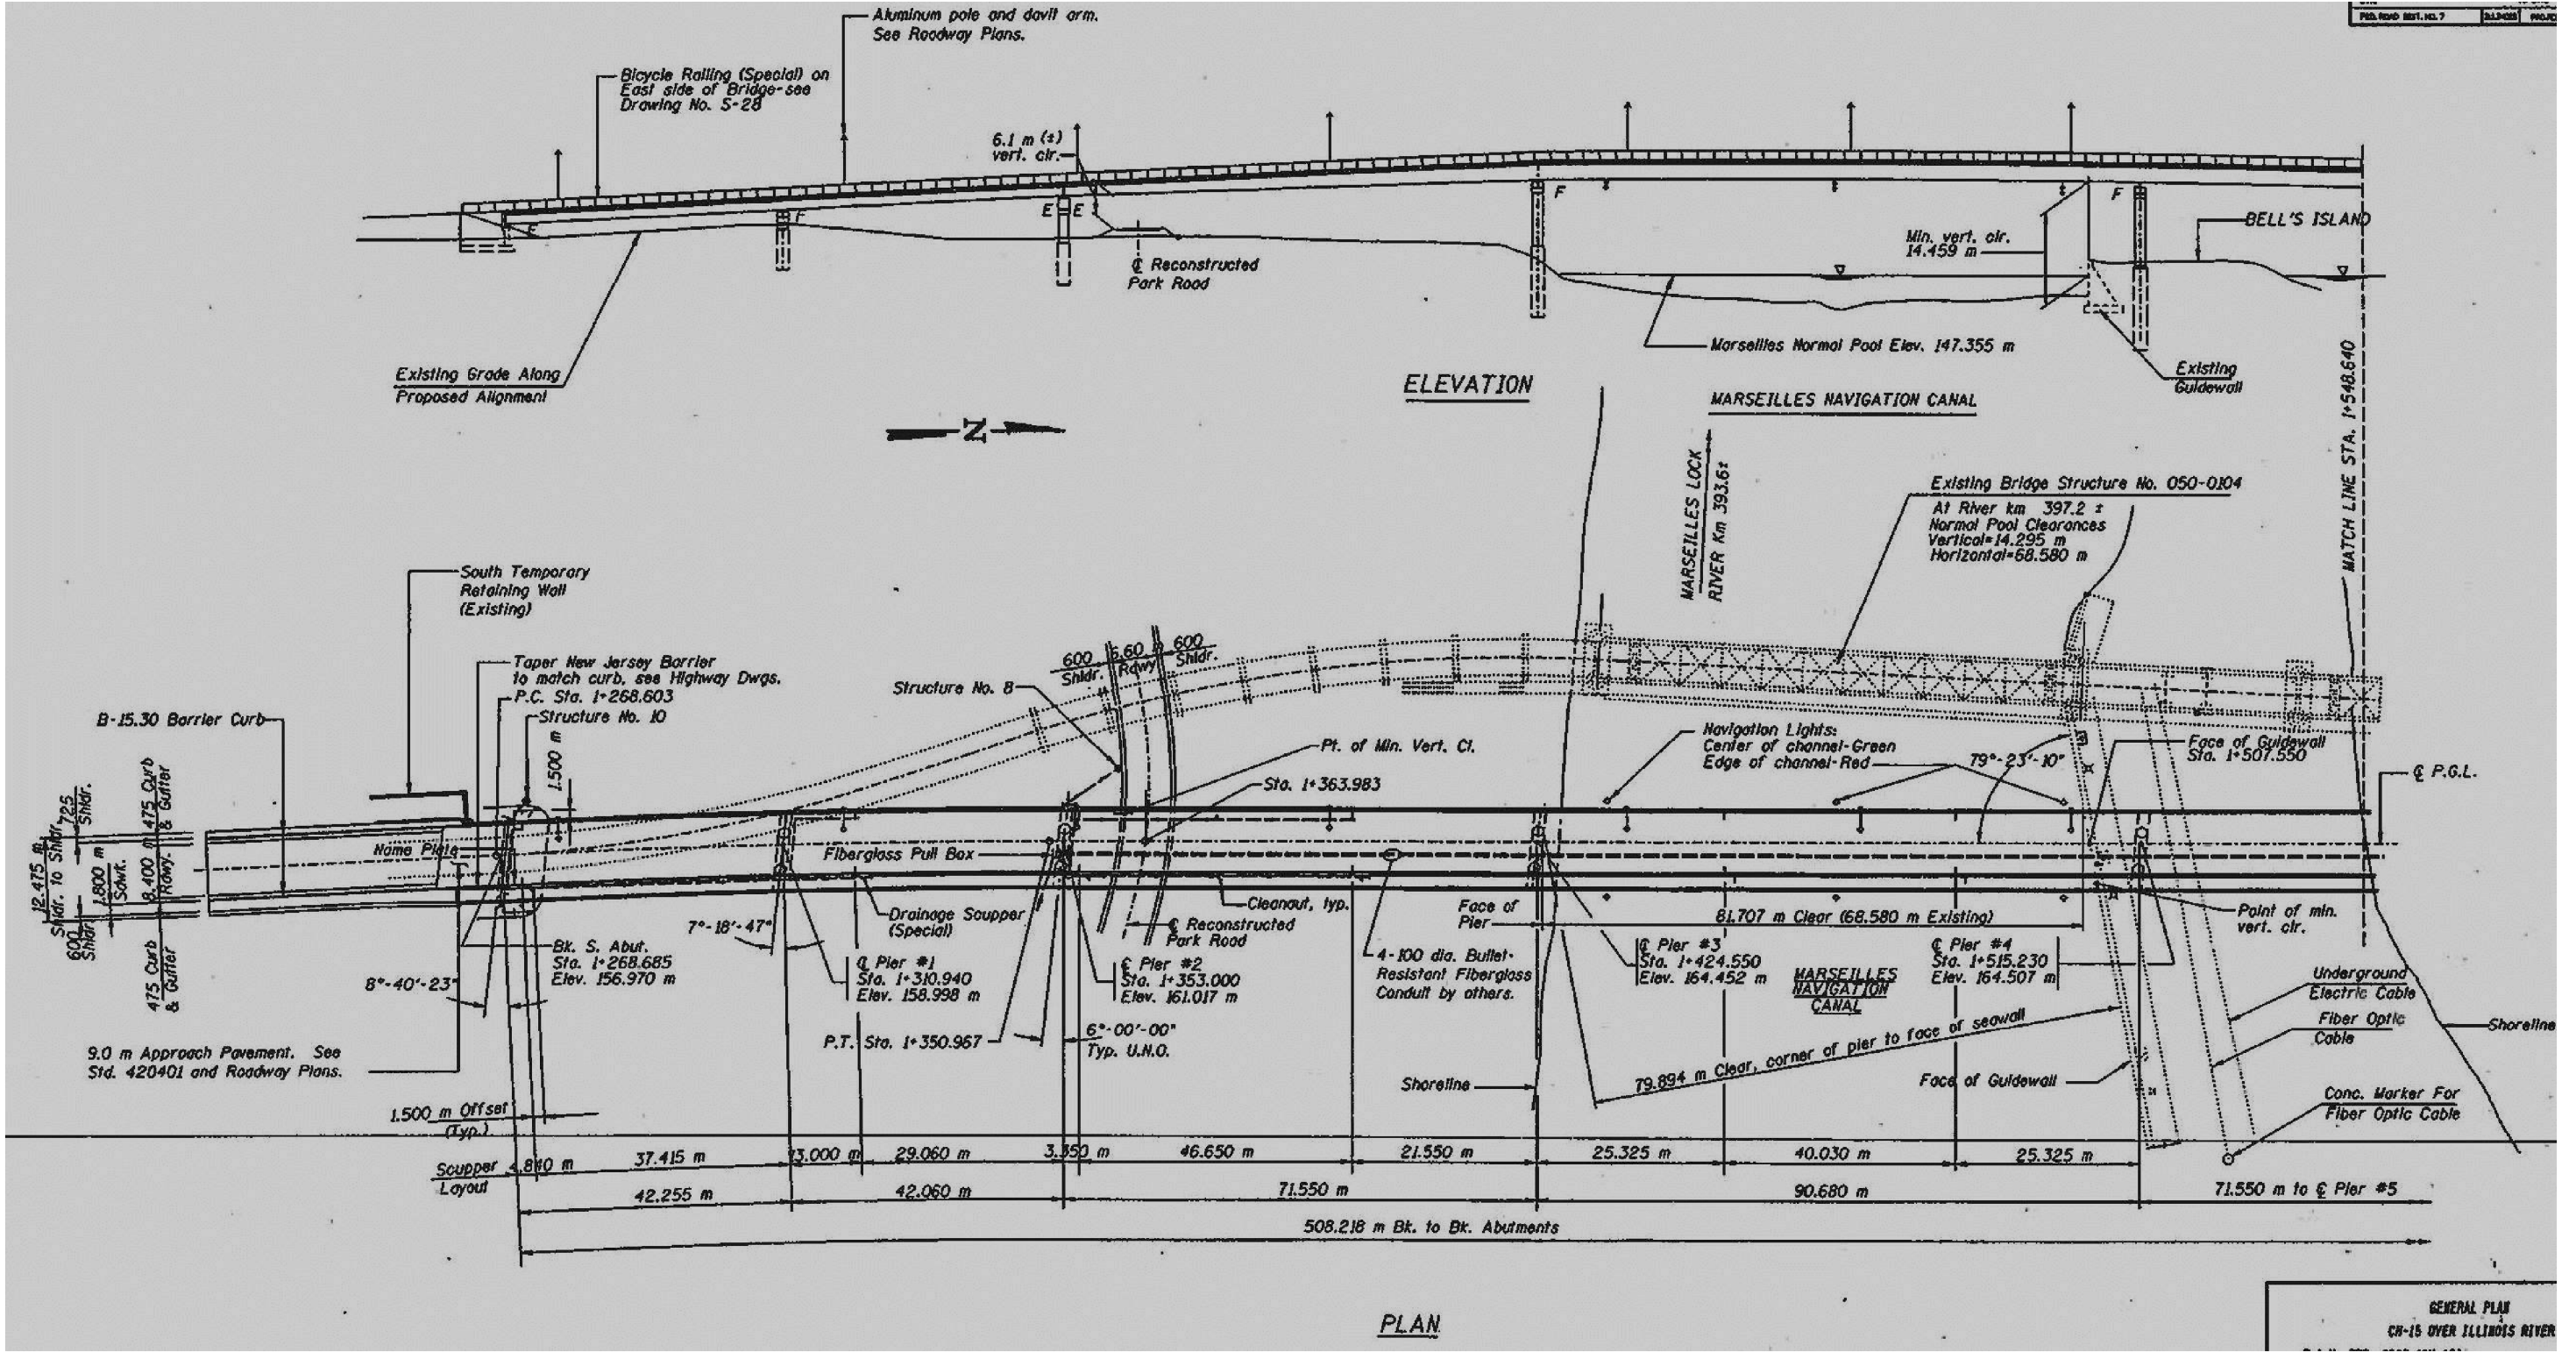 FED. ROAD DIST. NO. 7
ILLINOIS
Aluminum pole and davit arm.
See Roadway Plans.
Bicycle Railing (Special) on
East side of Bridge-see
Drawing No. S-28
6.1 m (±)
vert. clr.
F
E
F
E E
F
F
BELL'S ISLAND
Min. vert. clr.
14.459 m
℄ Reconstructed
Park Road
Marseilles Normal Pool Elev. 147.355 m
Existing Grade Along
Proposed Alignment
Existing
Guidewall
ELEVATION
MARSEILLES NAVIGATION CANAL
N
MATCH LINE STA. 1+548.640
MARSEILLES LOCK
RIVER Km 393.6±
Existing Bridge Structure No. 050-0104
At River km 397.2 ±
Normal Pool Clearances
Vertical=14.295 m
Horizontal=68.580 m
South Temporary
Retaining Wall
(Existing)
Taper New Jersey Barrier
to match curb, see Highway Dwgs.
P.C. Sta. 1+268.603
Structure No. 10
B-15.30 Barrier Curb
1.500 m
Structure No. 8
600
Shldr.
6.60
Rdwy
600
Shldr.
Pt. of Min. Vert. Cl.
Sta. 1+363.983
Navigation Lights:
Center of channel-Green
Edge of channel-Red
79°-23'-10"
Face of Guidewall
Sta. 1+507.550
℄ P.G.L.
12.475 m
Shldr. to Shldr.
725
Shldr.
475 Curb
& Gutter
8.400 m
Rdwy.
1.800 m
Sdwk.
600
Shldr
475 Curb
& Gutter
Name Plate
Fiberglass Pull Box
Drainage Scupper
(Special)
Cleanout, typ.
℄ Reconstructed
Park Road
Face of
Pier
81.707 m Clear (68.580 m Existing)
Point of min.
vert. clr.
7°-18'-47"
8°-40'-23"
Bk. S. Abut.
Sta. 1+268.685
Elev. 156.970 m
℄ Pier #1
Sta. 1+310.940
Elev. 158.998 m
℄ Pier #2
Sta. 1+353.000
Elev. 161.017 m
4-100 dia. Bullet-
Resistant Fiberglass
Conduit by others.
℄ Pier #3
Sta. 1+424.550
Elev. 164.452 m
MARSEILLES
NAVIGATION
CANAL
℄ Pier #4
Sta. 1+515.230
Elev. 164.507 m
Underground
Electric Cable
Fiber Optic
Cable
Shoreline
P.T. Sta. 1+350.967
6°-00'-00"
Typ. U.N.O.
9.0 m Approach Pavement. See
Std. 420401 and Roadway Plans.
79.894 m Clear, corner of pier to face of seawall
Shoreline
Face of Guidewall
Conc. Marker For
Fiber Optic Cable
1.500 m Offset
(Typ.)
Scupper
Layout
4.840 m
37.415 m
13.000 m
29.060 m
3.350 m
46.650 m
21.550 m
25.325 m
40.030 m
25.325 m
42.255 m
42.060 m
71.550 m
90.680 m
71.550 m to ℄ Pier #5
508.218 m Bk. to Bk. Abutments
PLAN
GENERAL PLAN
CH-15 OVER ILLINOIS RIVER